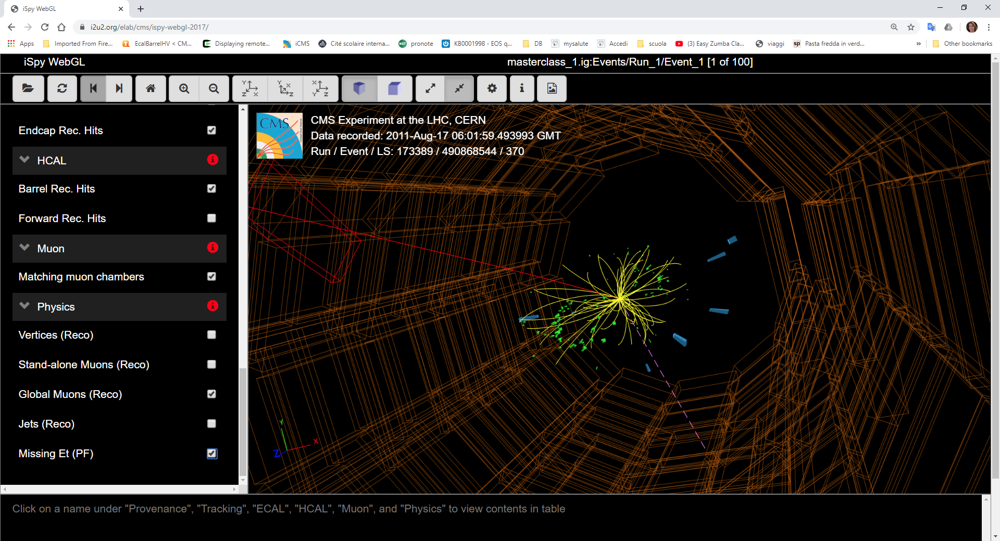 iSpy WebGL
i2u2.org/elab/cms/ispy-webgl-2017/
Apps
Imported From Fire...
EcalBarrelHV < CM...
Displaying remote...
iCMS
Cité scolaire interna...
NOT
pronote
KB0001998 - EOS q...
DB
mysalute
Accedi
scuola
(3) Easy Zumba Cla...
viaggi
sp
Pasta fredda in verd...
»
Other bookmarks
iSpy WebGL
masterclass_1.ig:Events/Run_1/Event_1 [1 of 100]
Y Z X
Y X Z
X Y Z
Endcap Rec. Hits
HCAL
Barrel Rec. Hits
Forward Rec. Hits
Muon
Matching muon chambers
Physics
Vertices (Reco)
Stand-alone Muons (Reco)
Global Muons (Reco)
Jets (Reco)
Missing Et (PF)
CMS
CMS Experiment at the LHC, CERN
Data recorded: 2011-Aug-17 06:01:59.493993 GMT
Run / Event / LS: 173389 / 490868544 / 370
Y
X
Z
Click on a name under "Provenance", "Tracking", "ECAL", "HCAL", "Muon", and "Physics" to view contents in table